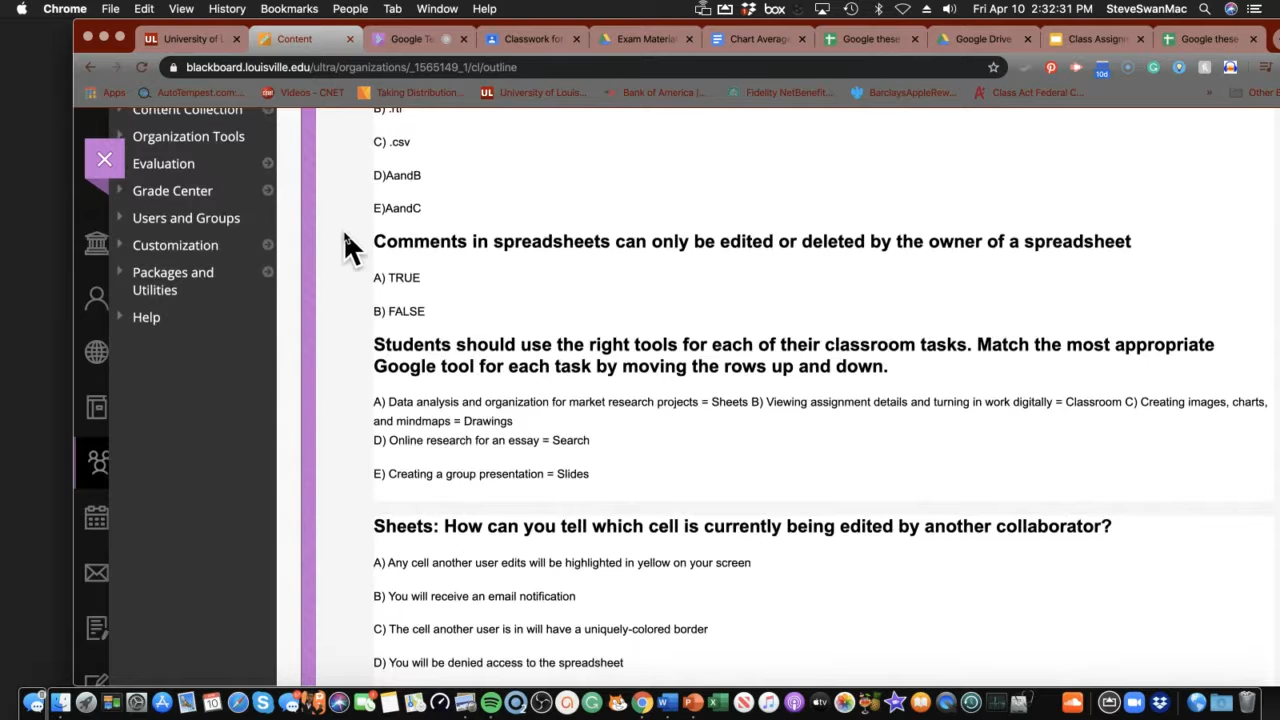 Chrome File Edit View History Bookmarks People Tab Window Help
box
Fri Apr 10 2:32:31 PM SteveSwanMac
University of L
Content
Google Te
Classwork for
Exam Materia
Chart Average
Google these
Google Drive
Class Assignm
Google these
blackboard.louisville.edu/ultra/organizations/_1565149_1/cl/outline
10d
Apps
AutoTempest.com:...
Videos - CNET
Taking Distribution...
University of Louis...
Bank of America |...
Fidelity NetBenefit...
BarclaysAppleRew...
Class Act Federal C...
Other B
Content Collection
Organization Tools
Evaluation
Grade Center
Users and Groups
Customization
Packages and
Utilities
Help
C) .csv
D)AandB
E)AandC
Comments in spreadsheets can only be edited or deleted by the owner of a spreadsheet
A) TRUE
B) FALSE
Students should use the right tools for each of their classroom tasks. Match the most appropriate
Google tool for each task by moving the rows up and down.
A) Data analysis and organization for market research projects = Sheets B) Viewing assignment details and turning in work digitally = Classroom C) Creating images, charts,
and mindmaps = Drawings
D) Online research for an essay = Search
E) Creating a group presentation = Slides
Sheets: How can you tell which cell is currently being edited by another collaborator?
A) Any cell another user edits will be highlighted in yellow on your screen
B) You will receive an email notification
C) The cell another user is in will have a uniquely-colored border
D) You will be denied access to the spreadsheet